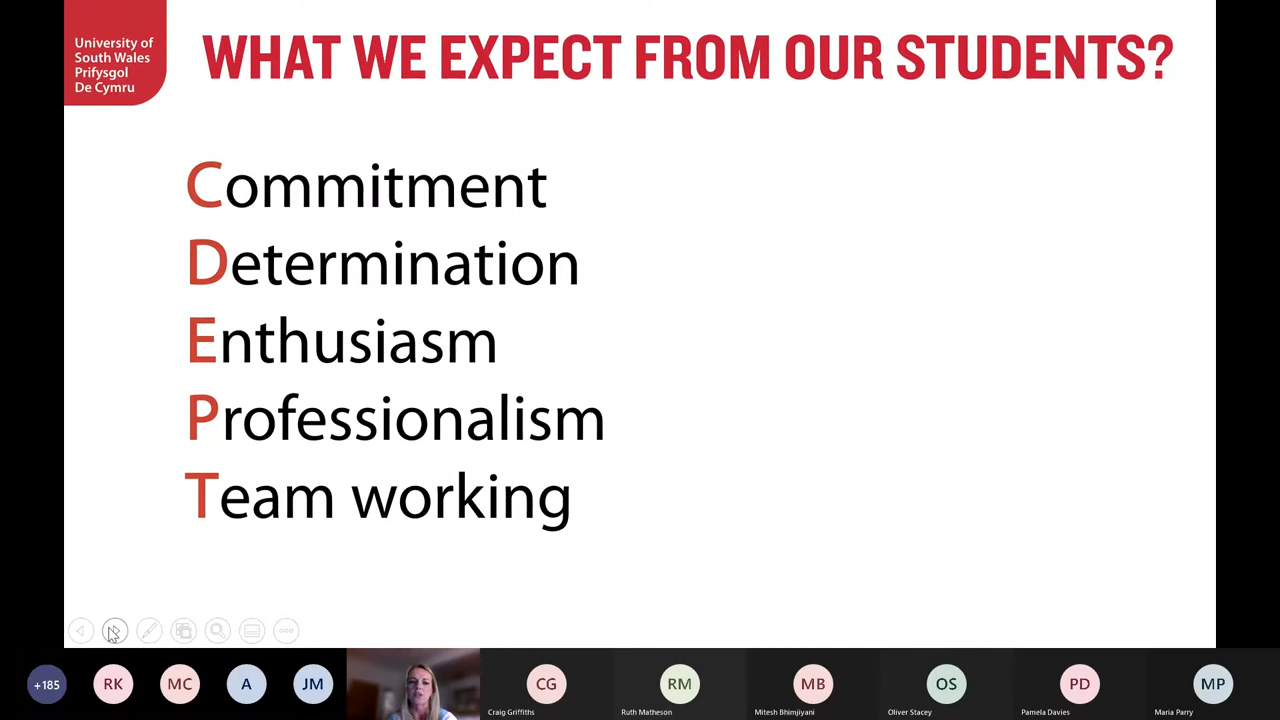 University of
South Wales
Prifysgol
De Cymru
WHAT WE EXPECT FROM OUR STUDENTS?
Commitment
Determination
Enthusiasm
Professionalism
Team working
+185
RK
MC
A
JM
CG
Craig Griffiths
RM
Ruth Matheson
MB
Mitesh Bhimjiyani
OS
Oliver Stacey
PD
Pamela Davies
MP
Maria Parry